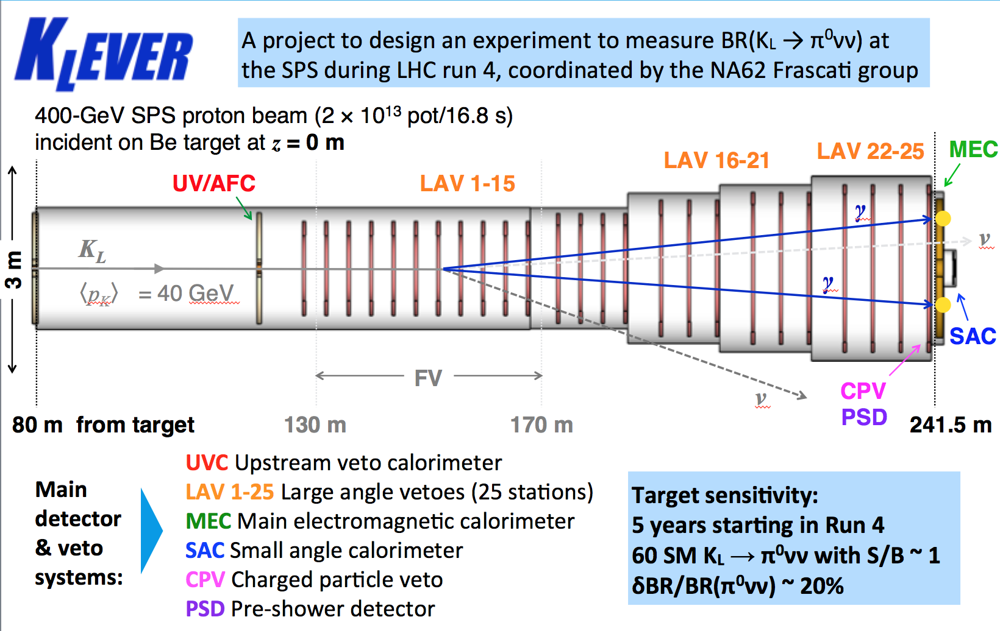 KLEVER
A project to design an experiment to measure BR(K_L → π⁰νν) at
the SPS during LHC run 4, coordinated by the NA62 Frascati group
400-GeV SPS proton beam (2 × 10¹³ pot/16.8 s)
incident on Be target at z = 0 m
UV/AFC
LAV 1-15
LAV 16-21
LAV 22-25
MEC
3 m
K_L
⟨p_K⟩ = 40 GeV
γ
γ
ν
ν
SAC
FV
CPV
PSD
80 m from target
130 m
170 m
241.5 m
Main
detector
& veto
systems:
UVC Upstream veto calorimeter
LAV 1-25 Large angle vetoes (25 stations)
MEC Main electromagnetic calorimeter
SAC Small angle calorimeter
CPV Charged particle veto
PSD Pre-shower detector
Target sensitivity:
5 years starting in Run 4
60 SM K_L → π⁰νν with S/B ~ 1
δBR/BR(π⁰νν) ~ 20%